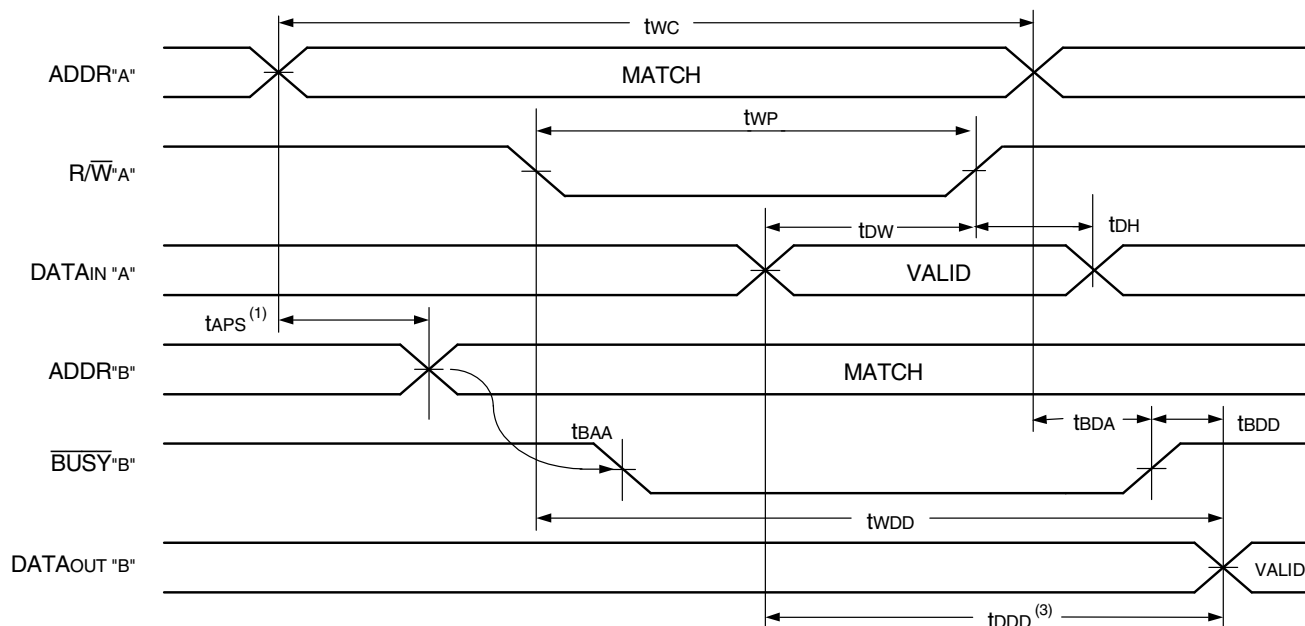 tWC
ADDR"A"
MATCH
tWP
R/W̅"A"
tDW
tDH
DATAIN "A"
VALID
tAPS (1)
ADDR"B"
MATCH
tBAA
tBDA
tBDD
B̅U̅S̅Y̅"B"
tWDD
DATAOUT "B"
VALID
tDDD (3)